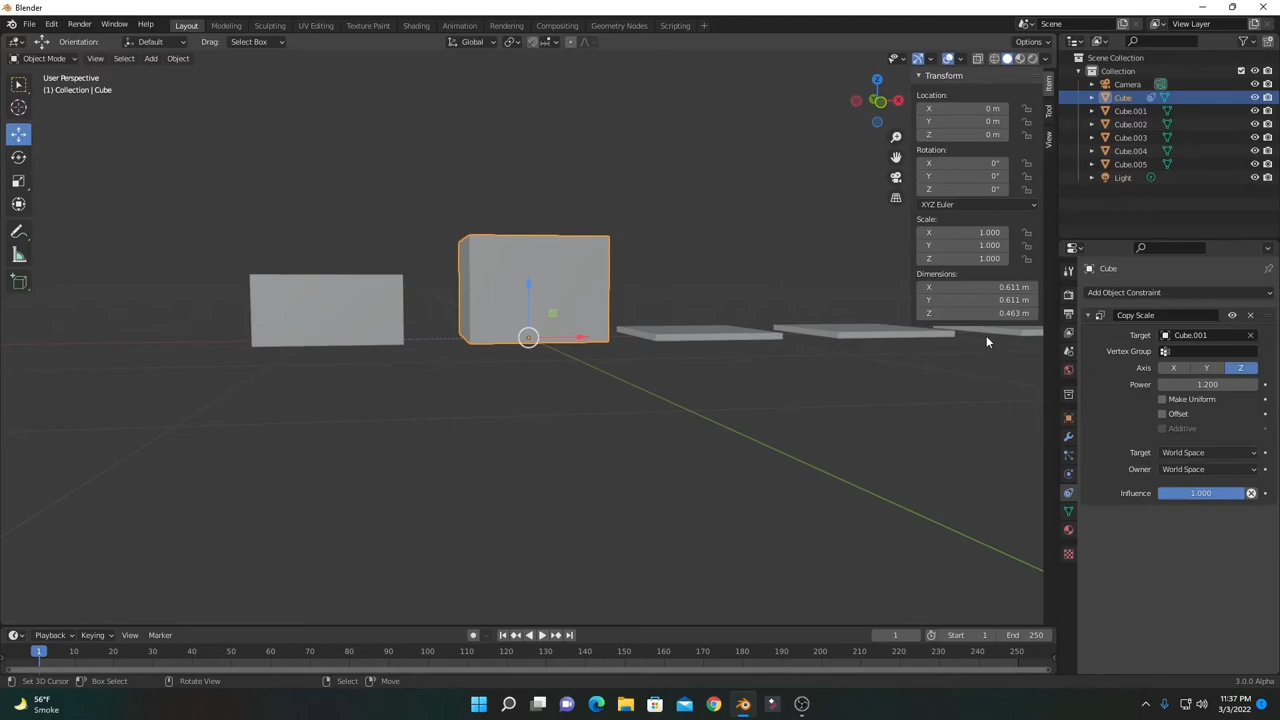 Blender
File Edit Render Window Help Layout Modeling Sculpting UV Editing Texture Paint Shading Animation Rendering Compositing Geometry Nodes Scripting + Scene View Layer
Orientation: Default Drag: Select Box Global Options
Object Mode View Select Add Object
User Perspective
(1) Collection | Cube
Transform
Location:
X 0 m
Y 0 m
Z 0 m
Rotation:
X 0°
Y 0°
Z 0°
XYZ Euler
Scale:
X 1.000
Y 1.000
Z 1.000
Dimensions:
X 0.611 m
Y 0.611 m
Z 0.463 m
Item
Tool
View
Z
X
Scene Collection
Collection
Camera
Cube
Cube.001
Cube.002
Cube.003
Cube.004
Cube.005
Light
Cube
Add Object Constraint
Copy Scale
Target Cube.001
Vertex Group
Axis X Y Z
Power 1.200
Make Uniform
Offset
Additive
Target World Space
Owner World Space
Influence 1.000
Playback Keying View Marker 1 Start 1 End 250
1 10 20 30 40 50 60 70 80 90 100 110 120 130 140 150 160 170 180 190 200 210 220 230 240 250
Set 3D Cursor Box Select Rotate View Select Move 3.0.0 Alpha
56°F
Smoke
11:37 PM
3/3/2022